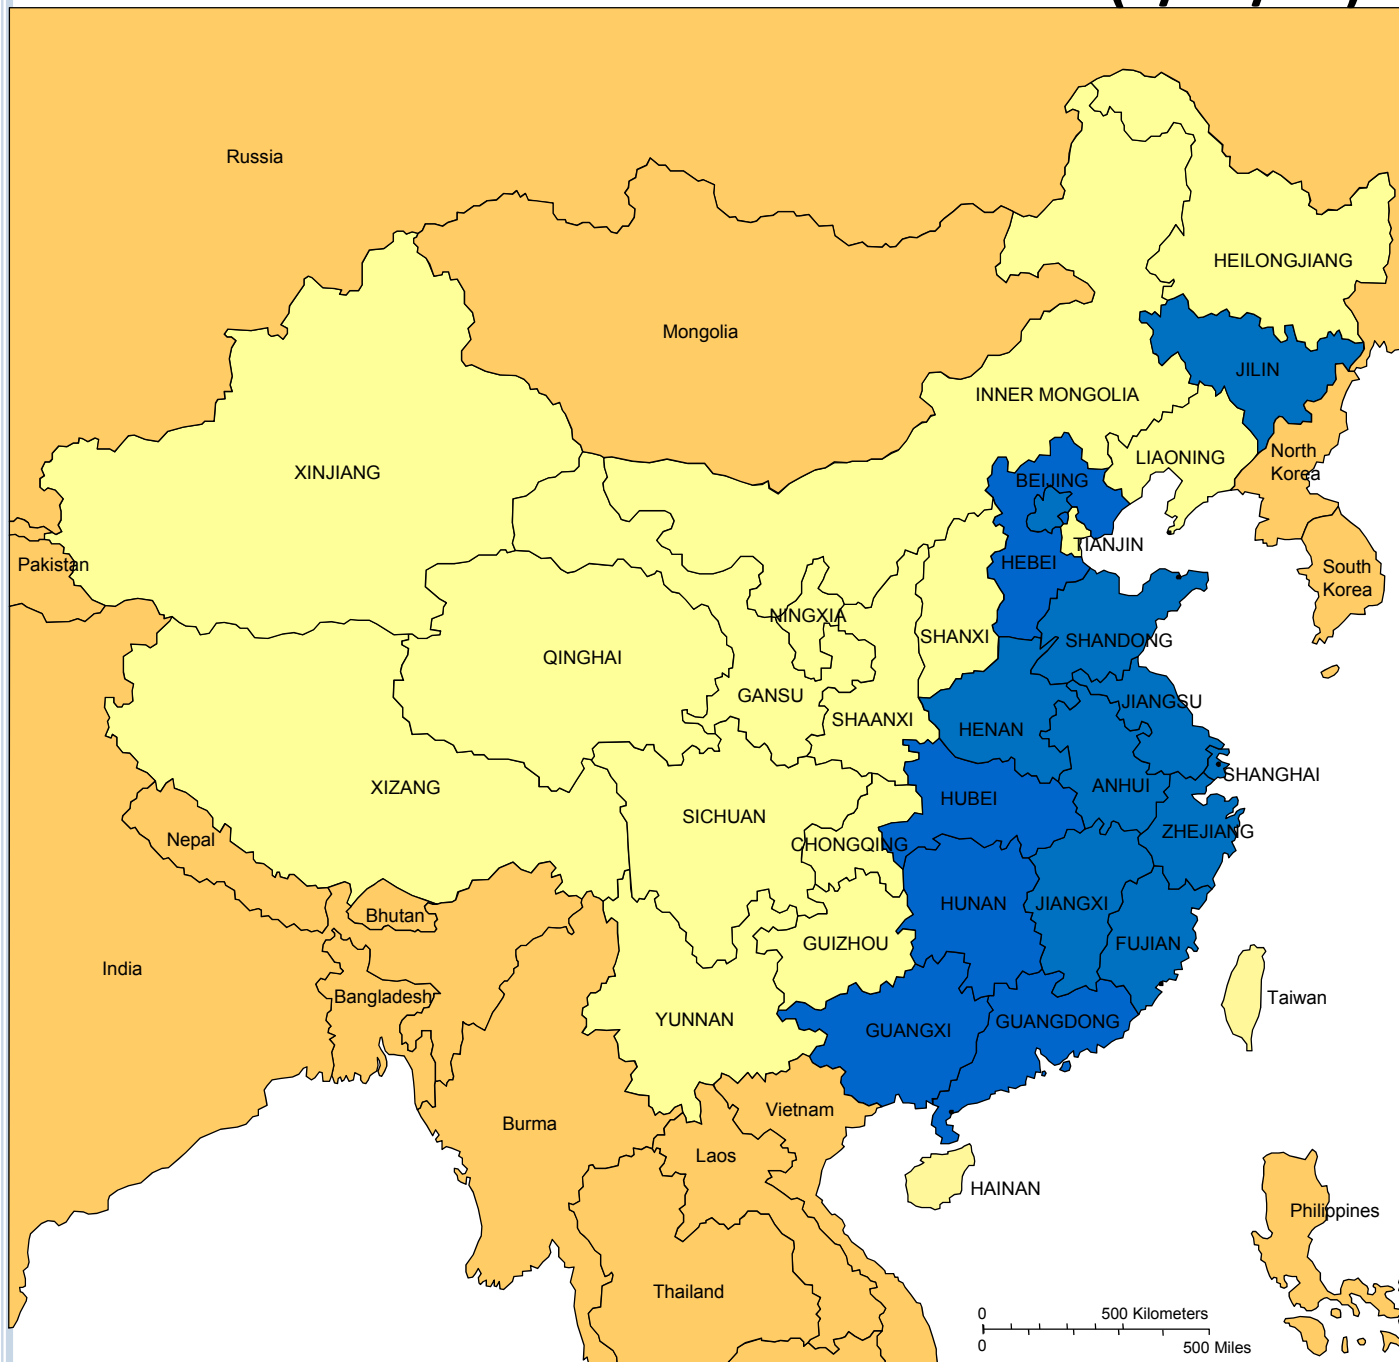 Russia
HEILONGJIANG
Mongolia
JILIN
INNER MONGOLIA
North
Korea
LIAONING
XINJIANG
BEIJING
TIANJIN
Pakistan
HEBEI
South
Korea
NINGXIA
SHANXI
SHANDONG
QINGHAI
GANSU
JIANGSU
SHAANXI
HENAN
SHANGHAI
XIZANG
ANHUI
HUBEI
SICHUAN
ZHEJIANG
Nepal
CHONGQING
HUNAN
JIANGXI
Bhutan
GUIZHOU
FUJIAN
India
Bangladesh
Taiwan
YUNNAN
GUANGXI
GUANGDONG
Vietnam
Burma
Laos
HAINAN
Philippines
Thailand
0 500 Kilometers
0 500 Miles